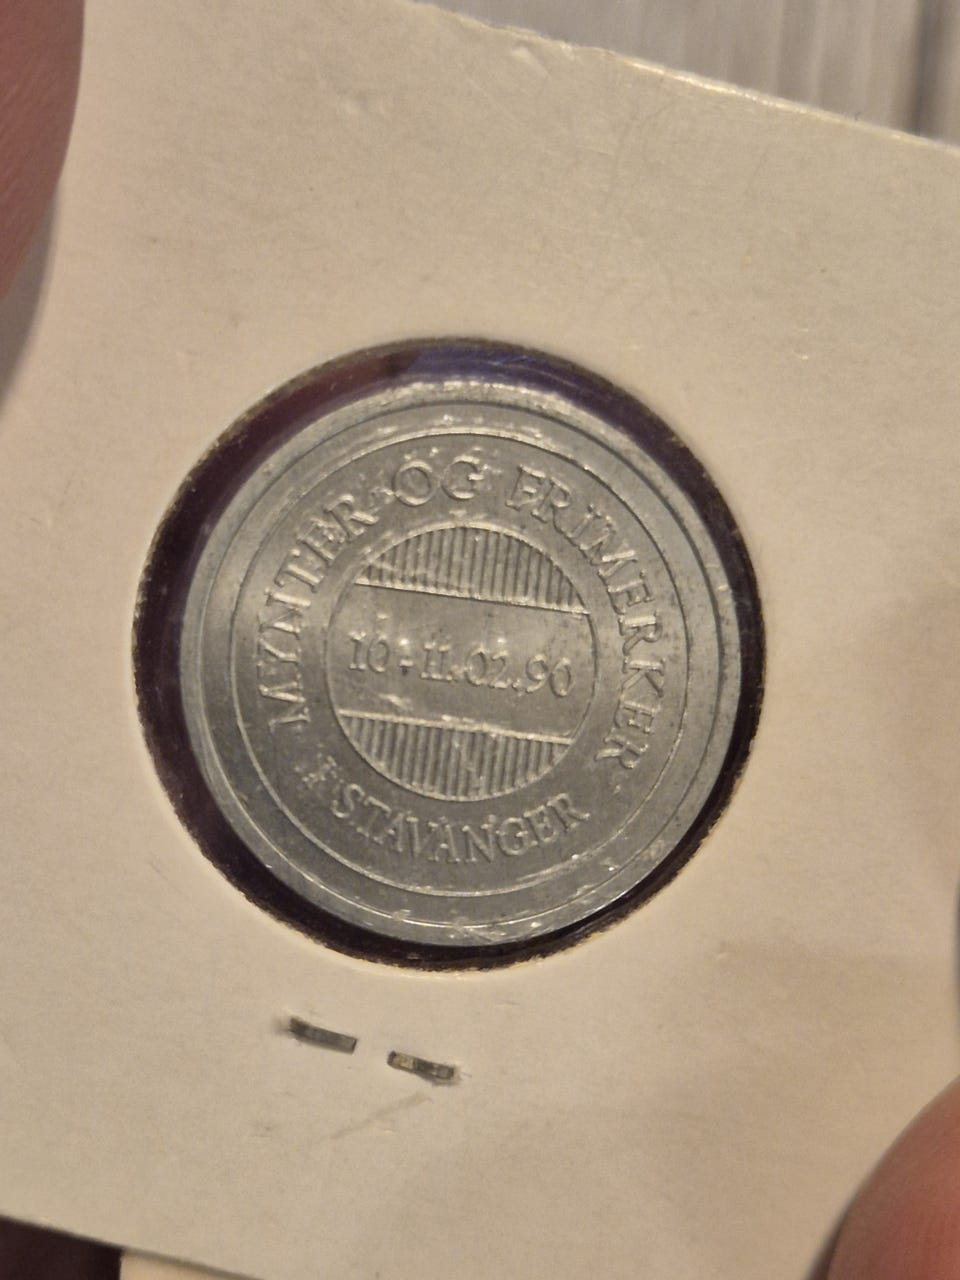 MYNTER OG FRIMERKER
10-11.02.90
I STAVANGER